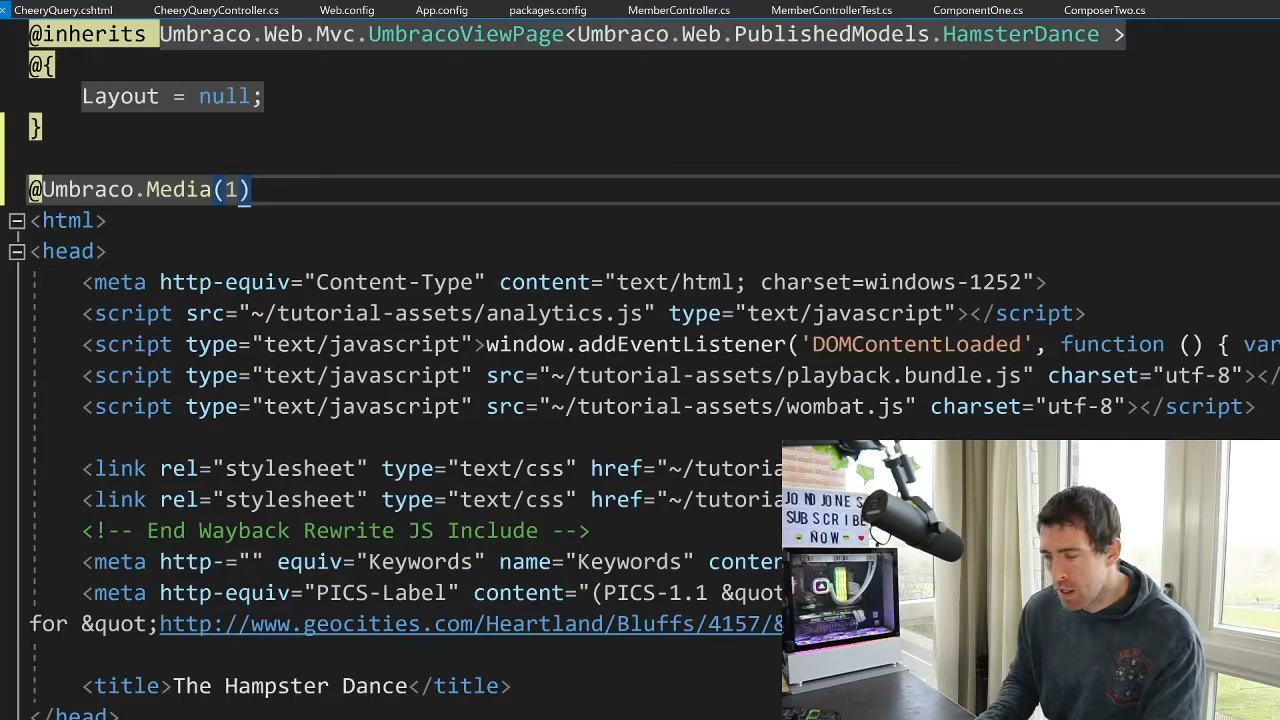 CheeryQuery.cshtml CheeryQueryController.cs Web.config App.config packages.config MemberController.cs MemberControllerTest.cs ComponentOne.cs ComposerTwo.cs
@inherits Umbraco.Web.Mvc.UmbracoViewPage<Umbraco.Web.PublishedModels.HamsterDance >
@{
Layout = null;
}
@Umbraco.Media(1)
<html>
<head>
<meta http-equiv="Content-Type" content="text/html; charset=windows-1252">
<script src="~/tutorial-assets/analytics.js" type="text/javascript"></script>
<script type="text/javascript">window.addEventListener('DOMContentLoaded', function () { var
<script type="text/javascript" src="~/tutorial-assets/playback.bundle.js" charset="utf-8"></
<script type="text/javascript" src="~/tutorial-assets/wombat.js" charset="utf-8"></script>
<link rel="stylesheet" type="text/css" href="~/tutoria
<link rel="stylesheet" type="text/css" href="~/tutoria
<!-- End Wayback Rewrite JS Include -->
<meta http-="" equiv="Keywords" name="Keywords" conten
<meta http-equiv="PICS-Label" content="(PICS-1.1 &quot
for &quot;http://www.geocities.com/Heartland/Bluffs/4157/&
<title>The Hampster Dance</title>
</head>
JON D JONES
SUBSCRIBE
NOW